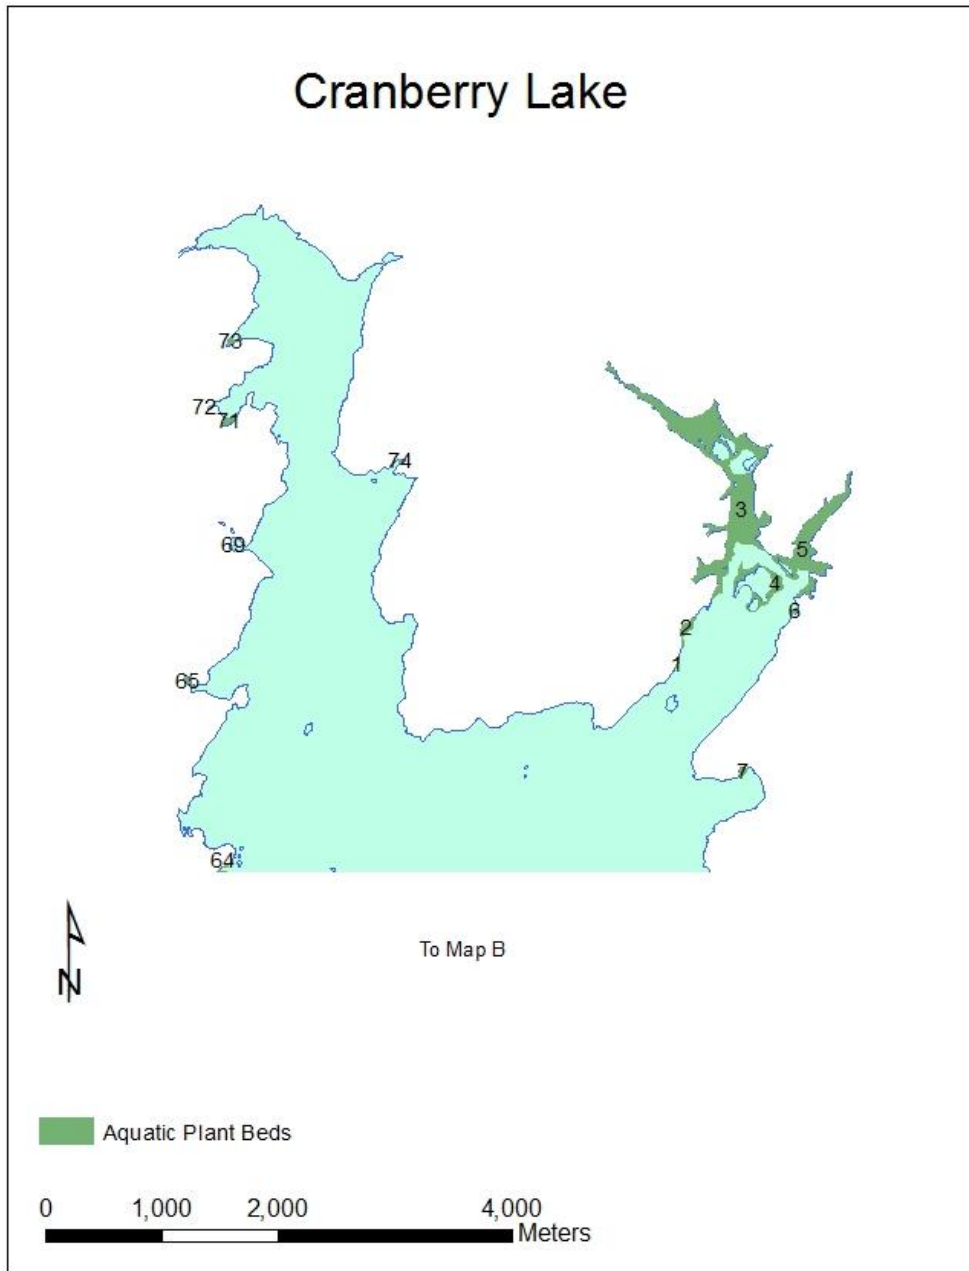 Cranberry Lake
73
72
71
74
69
3
5
4
6
2
1
65
7
64
To Map B
N
Aquatic Plant Beds
0 1,000 2,000 4,000
Meters